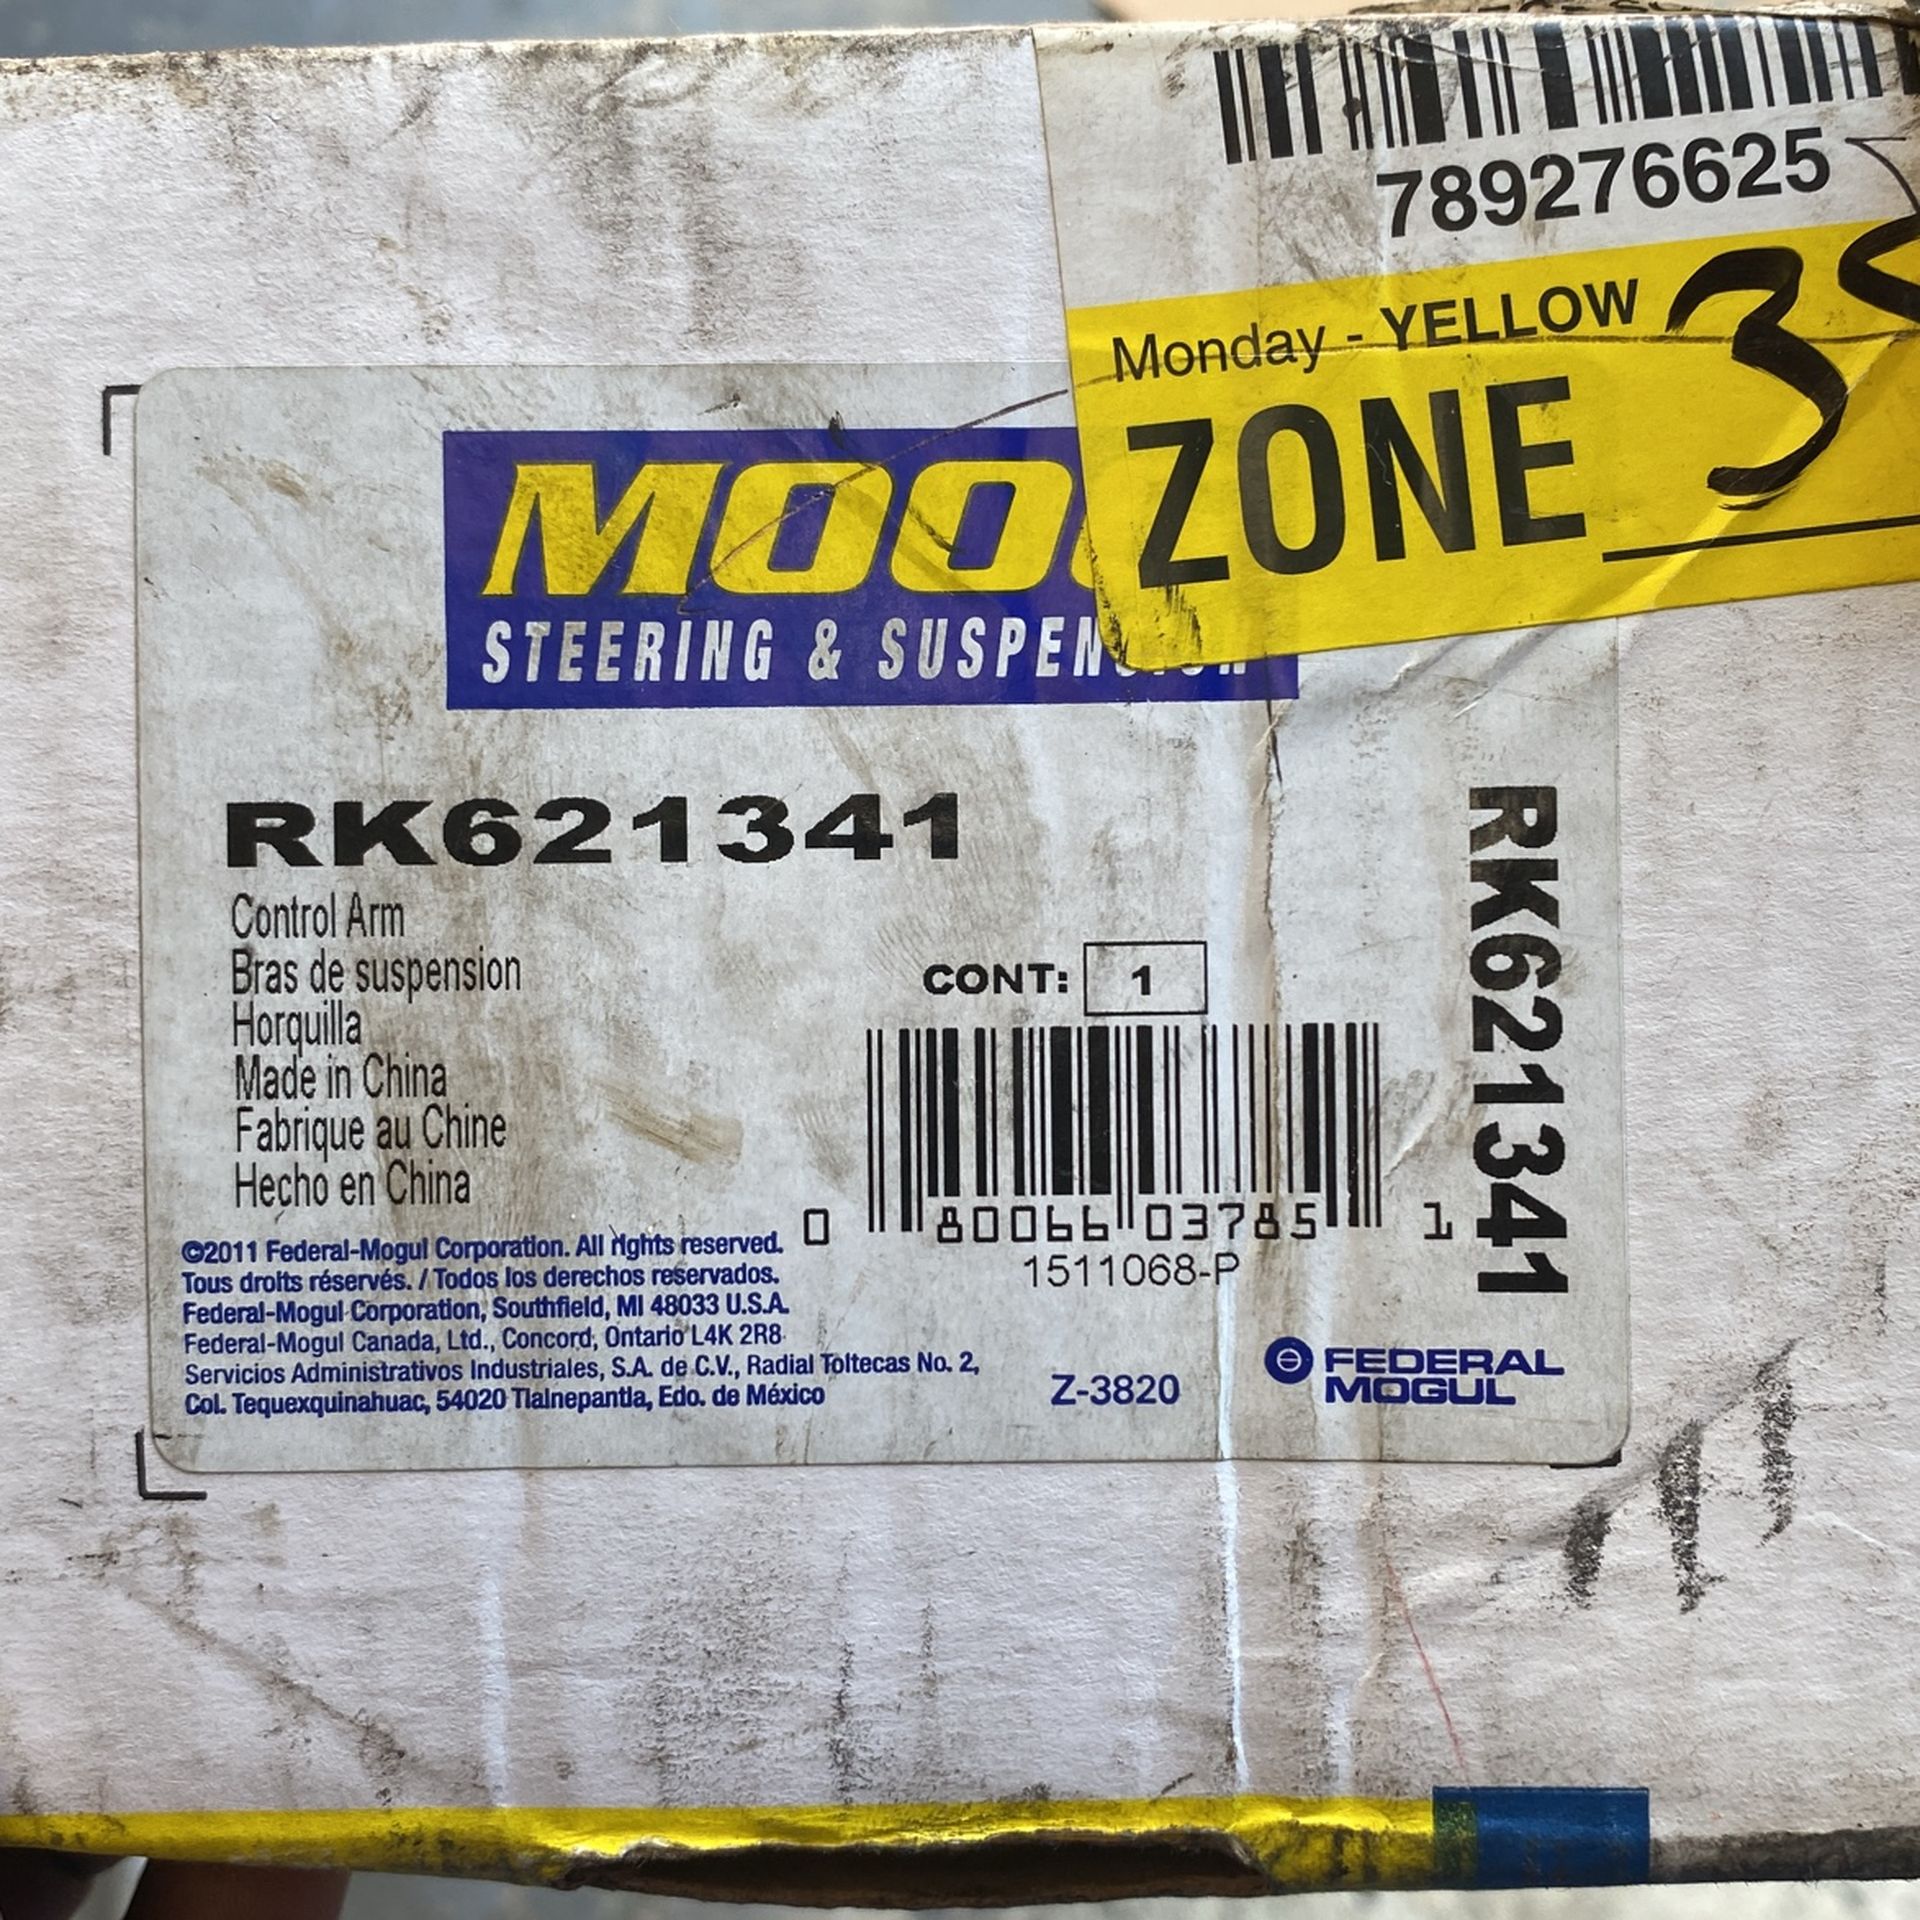 789276625
Monday - YELLOW
ZONE
STEERING & 
RK621341
RK621341
Control Arm
Bras de suspension
Horquilla
Made in China
Fabrique au Chine
Hecho en China
CONT: 1
0 80066 03785 1
1511068-P
©2011 Federal-Mogul Corporation. All rights reserved.
Tous droits réservés. / Todos los derechos reservados.
Federal-Mogul Corporation, Southfield, MI 48033 U.S.A.
Federal-Mogul Canada, Ltd., Concord, Ontario L4K 2R8
Servicios Administrativos Industriales, S.A. de C.V., Radial Toltecas No. 2,
Col. Tequexquinahuac, 54020 Tlalnepantla, Edo. de México
Z-3820
FEDERAL
MOGUL